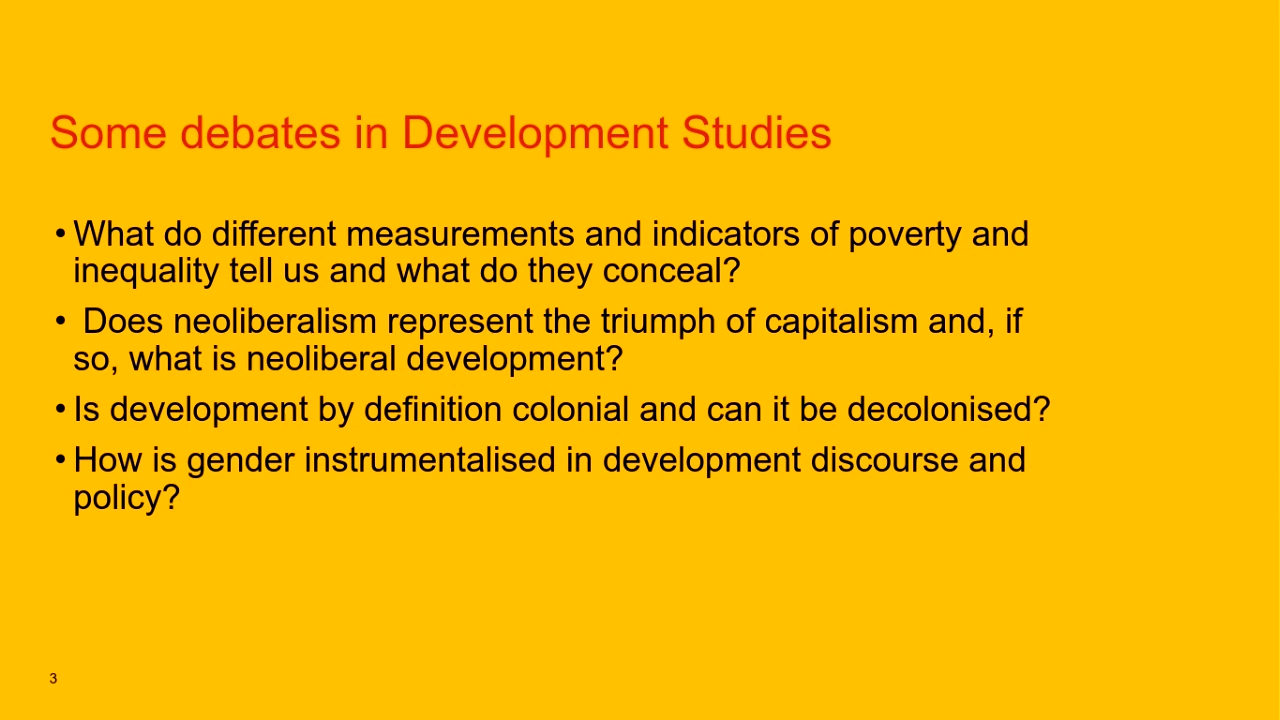 Some debates in Development Studies
• What do different measurements and indicators of poverty and
inequality tell us and what do they conceal?
• Does neoliberalism represent the triumph of capitalism and, if
so, what is neoliberal development?
• Is development by definition colonial and can it be decolonised?
• How is gender instrumentalised in development discourse and
policy?
3